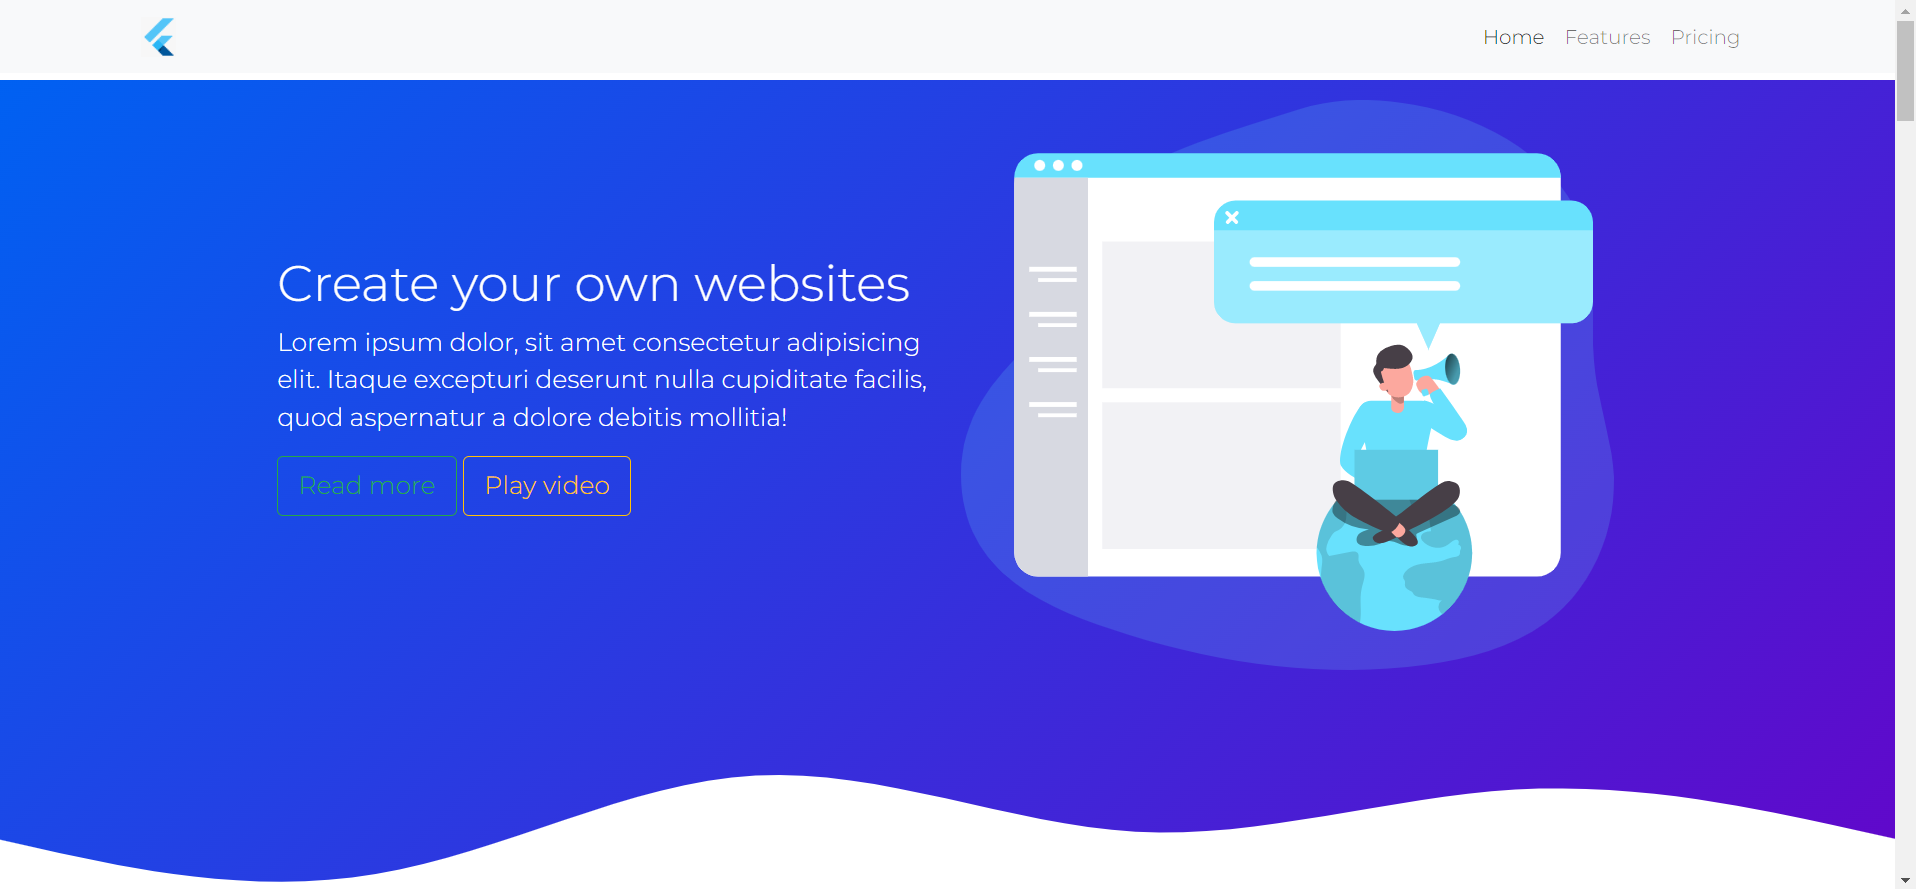 Home Features Pricing
Create your own websites
Lorem ipsum dolor, sit amet consectetur adipisicing
elit. Itaque excepturi deserunt nulla cupiditate facilis,
quod aspernatur a dolore debitis mollitia!
Read more Play video